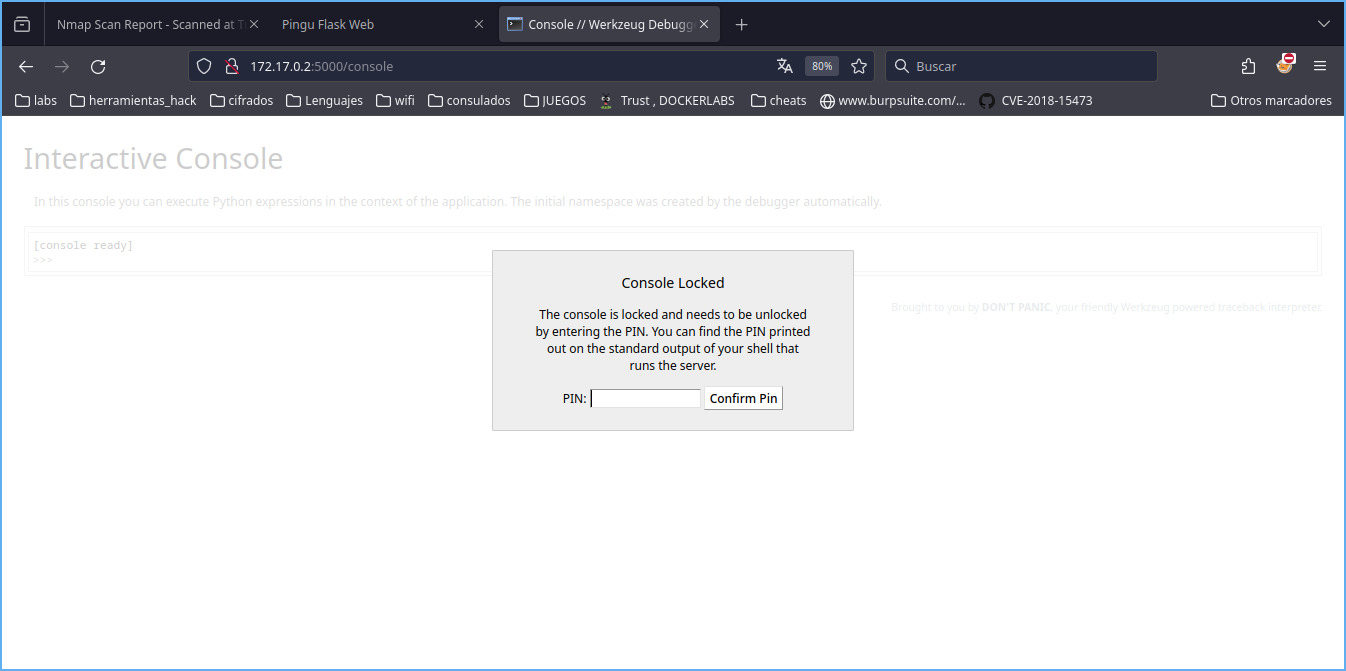 Nmap Scan Report - Scanned at T
Pingu Flask Web
Console // Werkzeug Debugg
172.17.0.2:5000/console
80%
Buscar
labs
herramientas_hack
cifrados
Lenguajes
wifi
consulados
JUEGOS
Trust , DOCKERLABS
cheats
www.burpsuite.com/...
CVE-2018-15473
Otros marcadores
Interactive Console
In this console you can execute Python expressions in the context of the application. The initial namespace was created by the debugger automatically.
[console ready]
>>>
Console Locked
The console is locked and needs to be unlocked
by entering the PIN. You can find the PIN printed
out on the standard output of your shell that
runs the server.
PIN:
Confirm Pin
Brought to you by DON'T PANIC, your friendly Werkzeug powered traceback interpreter.